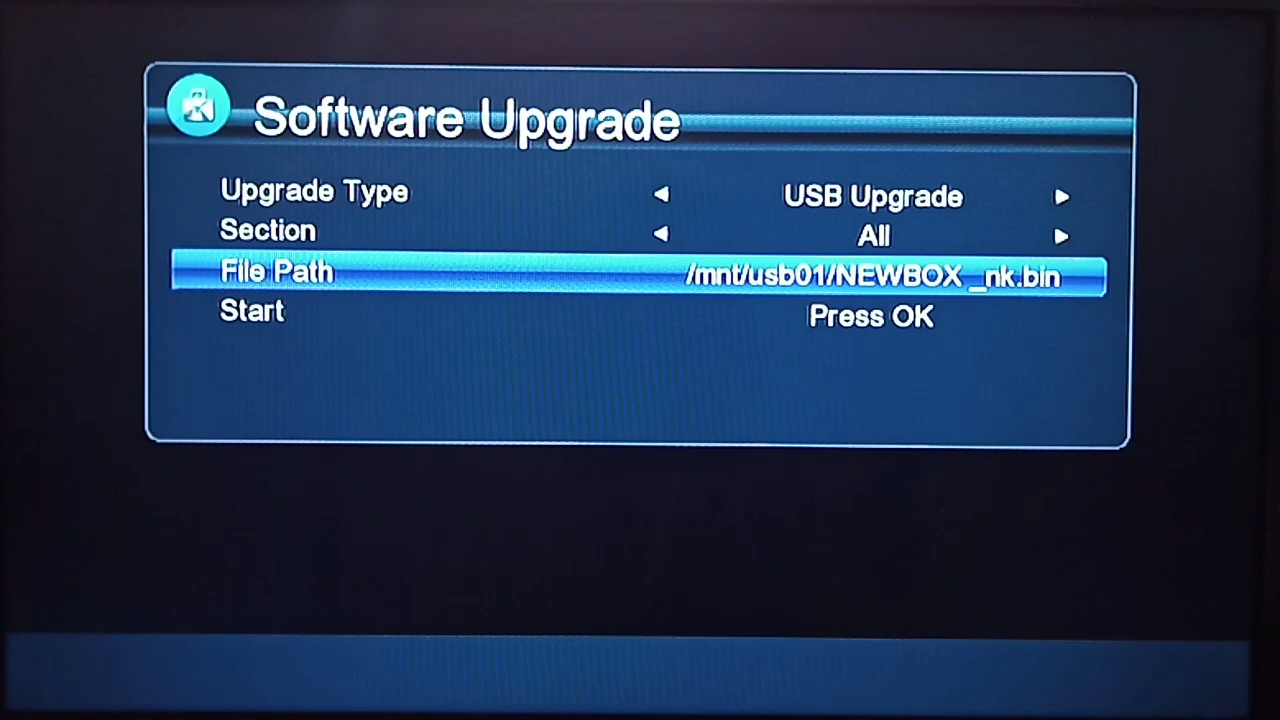 Software Upgrade
Upgrade Type ◀ USB Upgrade ▶
Section ◀ All ▶
File Path /mnt/usb01/NEWBOX _nk.bin
Start Press OK